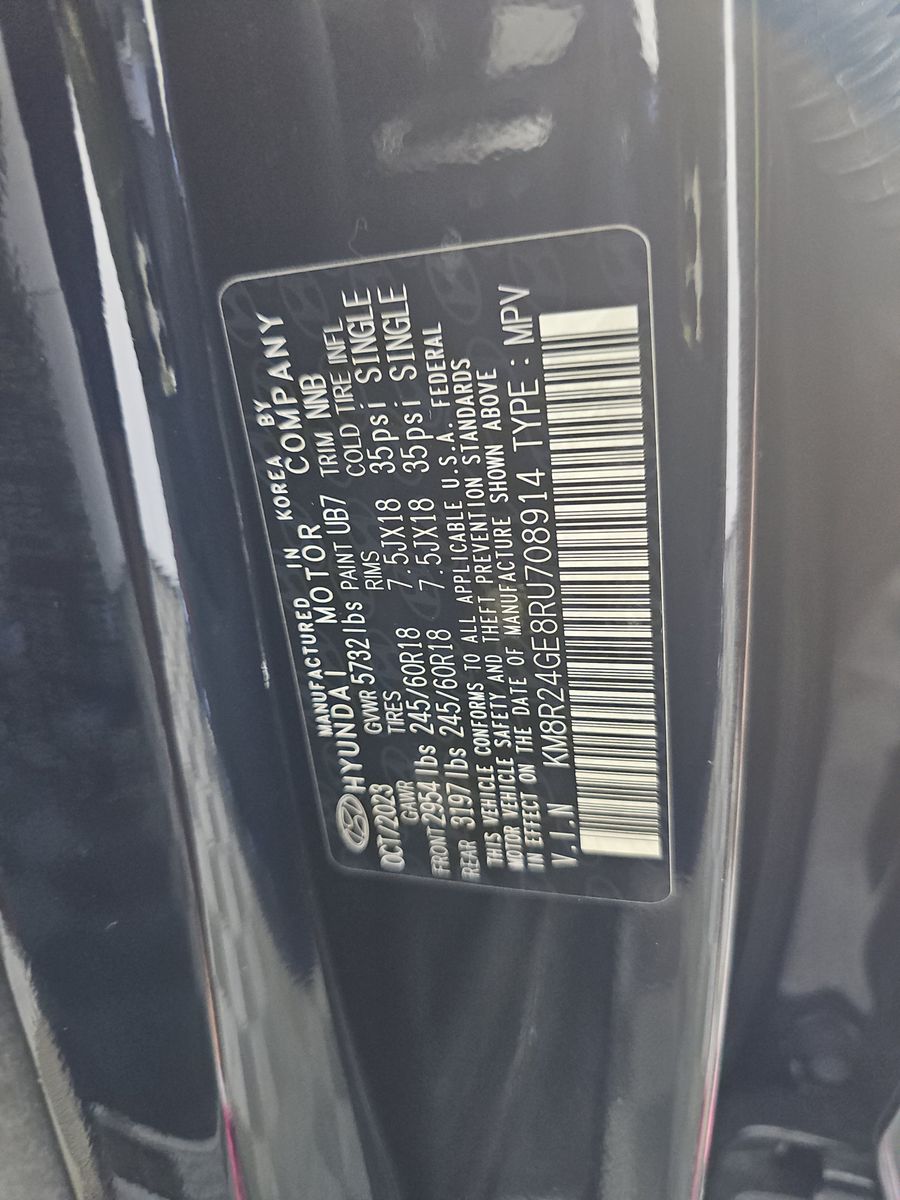 MANUFACTURED IN KOREA BY
HYUNDAI MOTOR COMPANY
OCT/2023 GVWR 5732 lbs PAINT UB7 TRIM NNB
GAWR TIRES RIMS COLD TIRE INFL
FRONT 2954 lbs 245/60R18 7.5JX18 35psi SINGLE
REAR 3197 lbs 245/60R18 7.5JX18 35psi SINGLE
THIS VEHICLE CONFORMS TO ALL APPLICABLE U.S.A. FEDERAL
MOTOR VEHICLE SAFETY AND THEFT PREVENTION STANDARDS
IN EFFECT ON THE DATE OF MANUFACTURE SHOWN ABOVE
V.I.N KM8R24GE8RU708914 TYPE : MPV